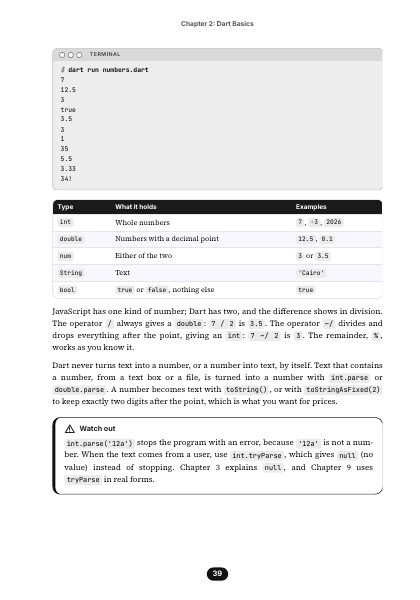 Chapter 2: Dart Basics
TERMINAL
$ dart run numbers.dart
7
12.5
3
true
3.5
3
1
35
5.5
3.33
34!
Type What it holds Examples
int Whole numbers 7, -3, 2026
double Numbers with a decimal point 12.5, 0.1
num Either of the two 3 or 3.5
String Text 'Cairo'
bool true or false, nothing else true
JavaScript has one kind of number; Dart has two, and the difference shows in division.
The operator / always gives a double: 7 / 2 is 3.5. The operator ~/ divides and
drops everything after the point, giving an int: 7 ~/ 2 is 3. The remainder, %,
works as you know it.
Dart never turns text into a number, or a number into text, by itself. Text that contains
a number, from a text box or a file, is turned into a number with int.parse or
double.parse. A number becomes text with toString(), or with toStringAsFixed(2)
to keep exactly two digits after the point, which is what you want for prices.
Watch out
int.parse('12a') stops the program with an error, because '12a' is not a num-
ber. When the text comes from a user, use int.tryParse, which gives null (no
value) instead of stopping. Chapter 3 explains null, and Chapter 9 uses
tryParse in real forms.
39